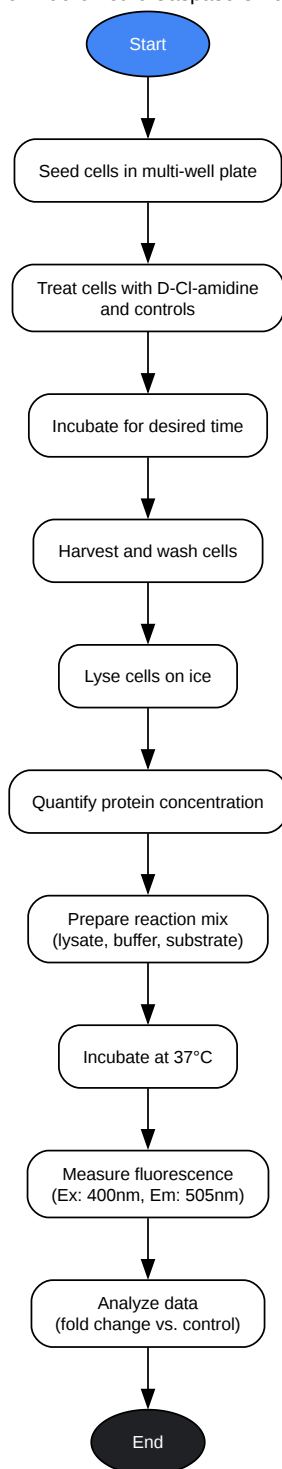 Start
Seed cells in multi-well plate
Treat cells with D-Cl-amidine
and controls
Incubate for desired time
Harvest and wash cells
Lyse cells on ice
Quantify protein concentration
Prepare reaction mix
(lysate, buffer, substrate)
Incubate at 37°C
Measure fluorescence
(Ex: 400nm, Em: 505nm)
Analyze data
(fold change vs. control)
End